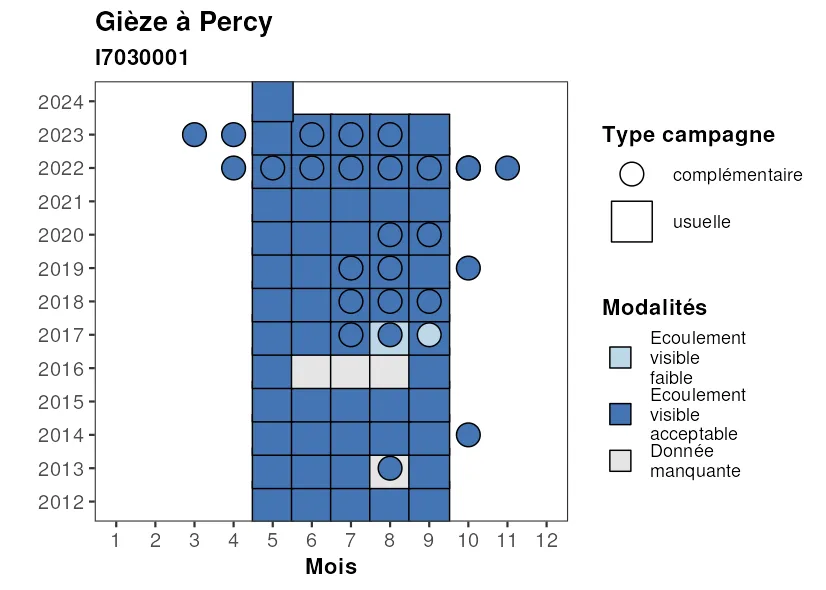 Gièze à Percy
I7030001
2024
2023
2022
2021
2020
2019
2018
2017
2016
2015
2014
2013
2012
1 2 3 4 5 6 7 8 9 10 11 12
Mois
Type campagne
complémentaire
usuelle
Modalités
Ecoulement
visible
faible
Ecoulement
visible
acceptable
Donnée
manquante